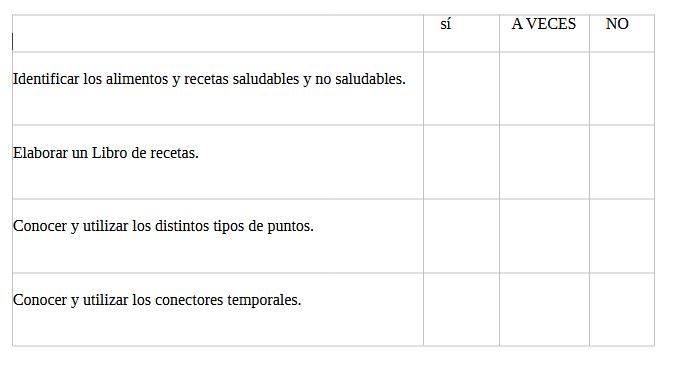 sí A VECES NO
Identificar los alimentos y recetas saludables y no saludables.
Elaborar un Libro de recetas.
Conocer y utilizar los distintos tipos de puntos.
Conocer y utilizar los conectores temporales.